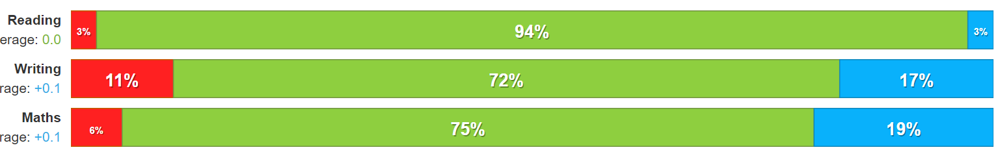 Reading
3% 94% 3%
erage: 0.0
Writing
11% 72% 17%
rage: +0.1
Maths
6% 75% 19%
rage: +0.1